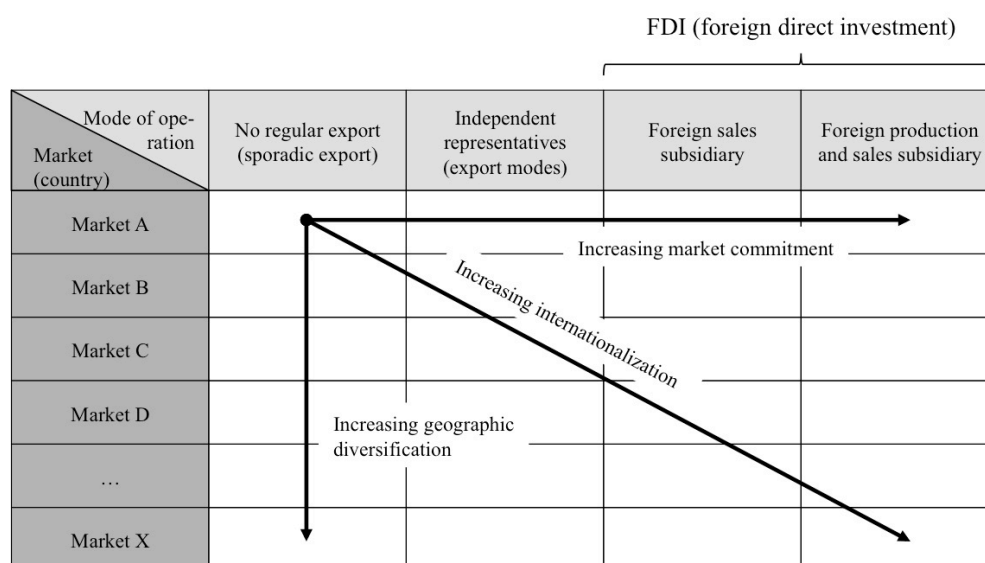 FDI (foreign direct investment)
Mode of ope-
ration
Market
(country)
No regular export
(sporadic export)
Independent
representatives
(export modes)
Foreign sales
subsidiary
Foreign production
and sales subsidiary
Market A
Increasing market commitment
Market B
Increasing internationalization
Market C
Market D
Increasing geographic
diversification
...
Market X